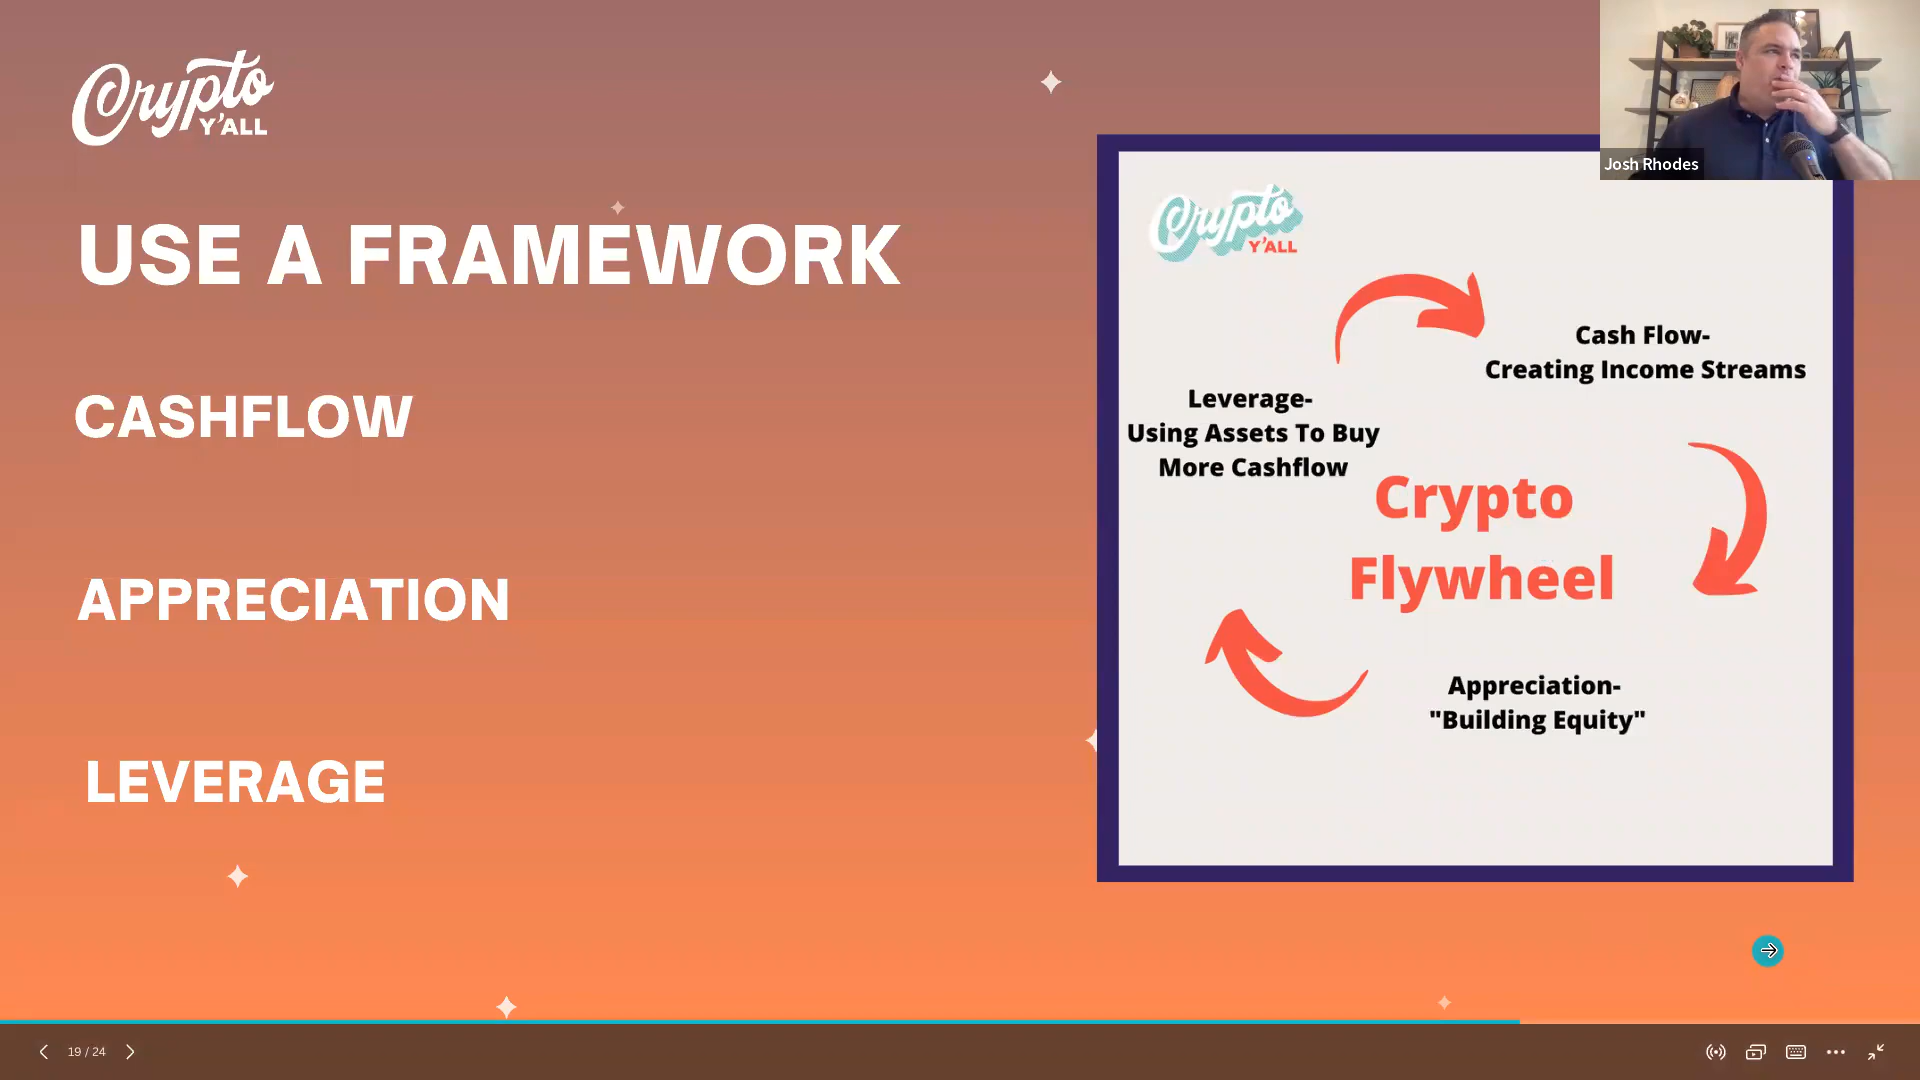 Crypto
Y'ALL
USE A FRAMEWORK
CASHFLOW
APPRECIATION
LEVERAGE
Josh Rhodes
Crypto
Y'ALL
Cash Flow-
Creating Income Streams
Leverage-
Using Assets To Buy
More Cashflow
Crypto
Flywheel
Appreciation-
"Building Equity"
19 / 24